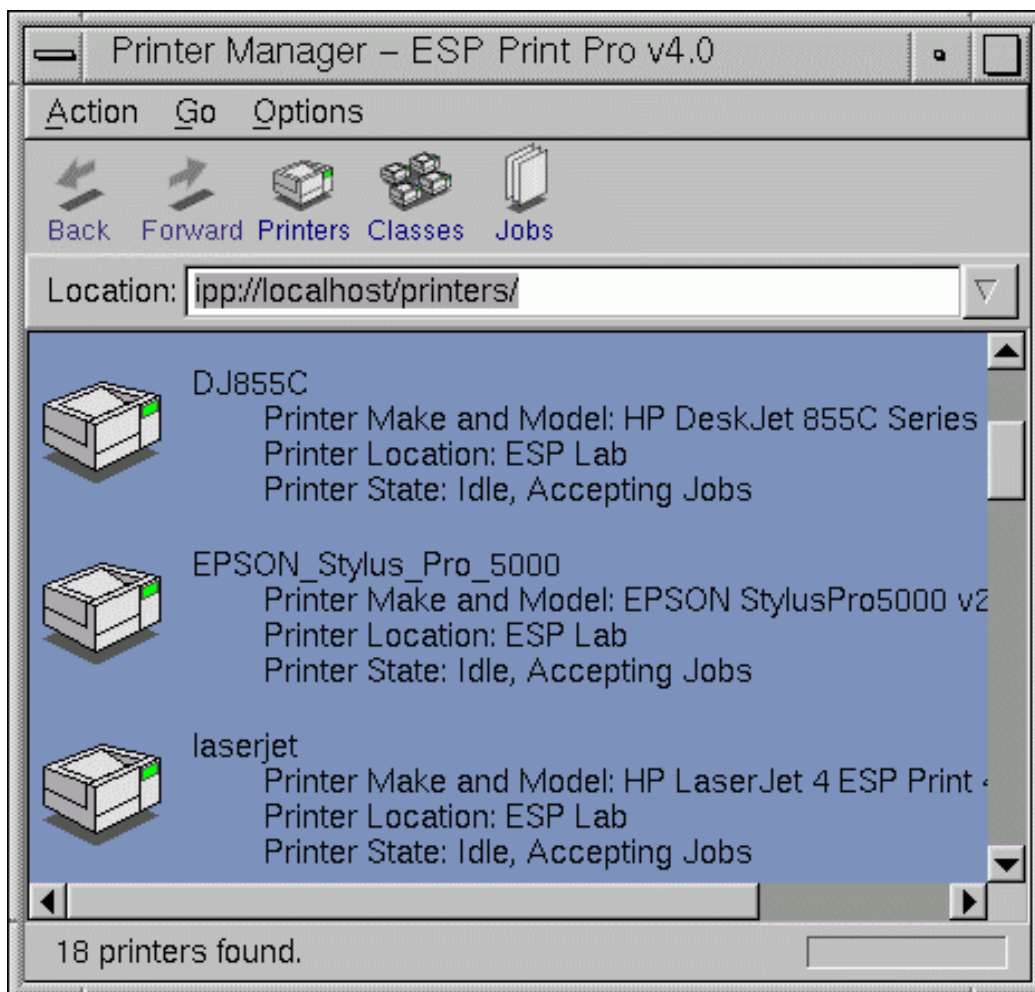 Printer Manager – ESP Print Pro v4.0
Action Go Options
Back Forward Printers Classes Jobs
Location: ipp://localhost/printers/
DJ855C
Printer Make and Model: HP DeskJet 855C Series
Printer Location: ESP Lab
Printer State: Idle, Accepting Jobs
EPSON_Stylus_Pro_5000
Printer Make and Model: EPSON StylusPro5000 v2
Printer Location: ESP Lab
Printer State: Idle, Accepting Jobs
laserjet
Printer Make and Model: HP LaserJet 4 ESP Print
Printer Location: ESP Lab
Printer State: Idle, Accepting Jobs
18 printers found.